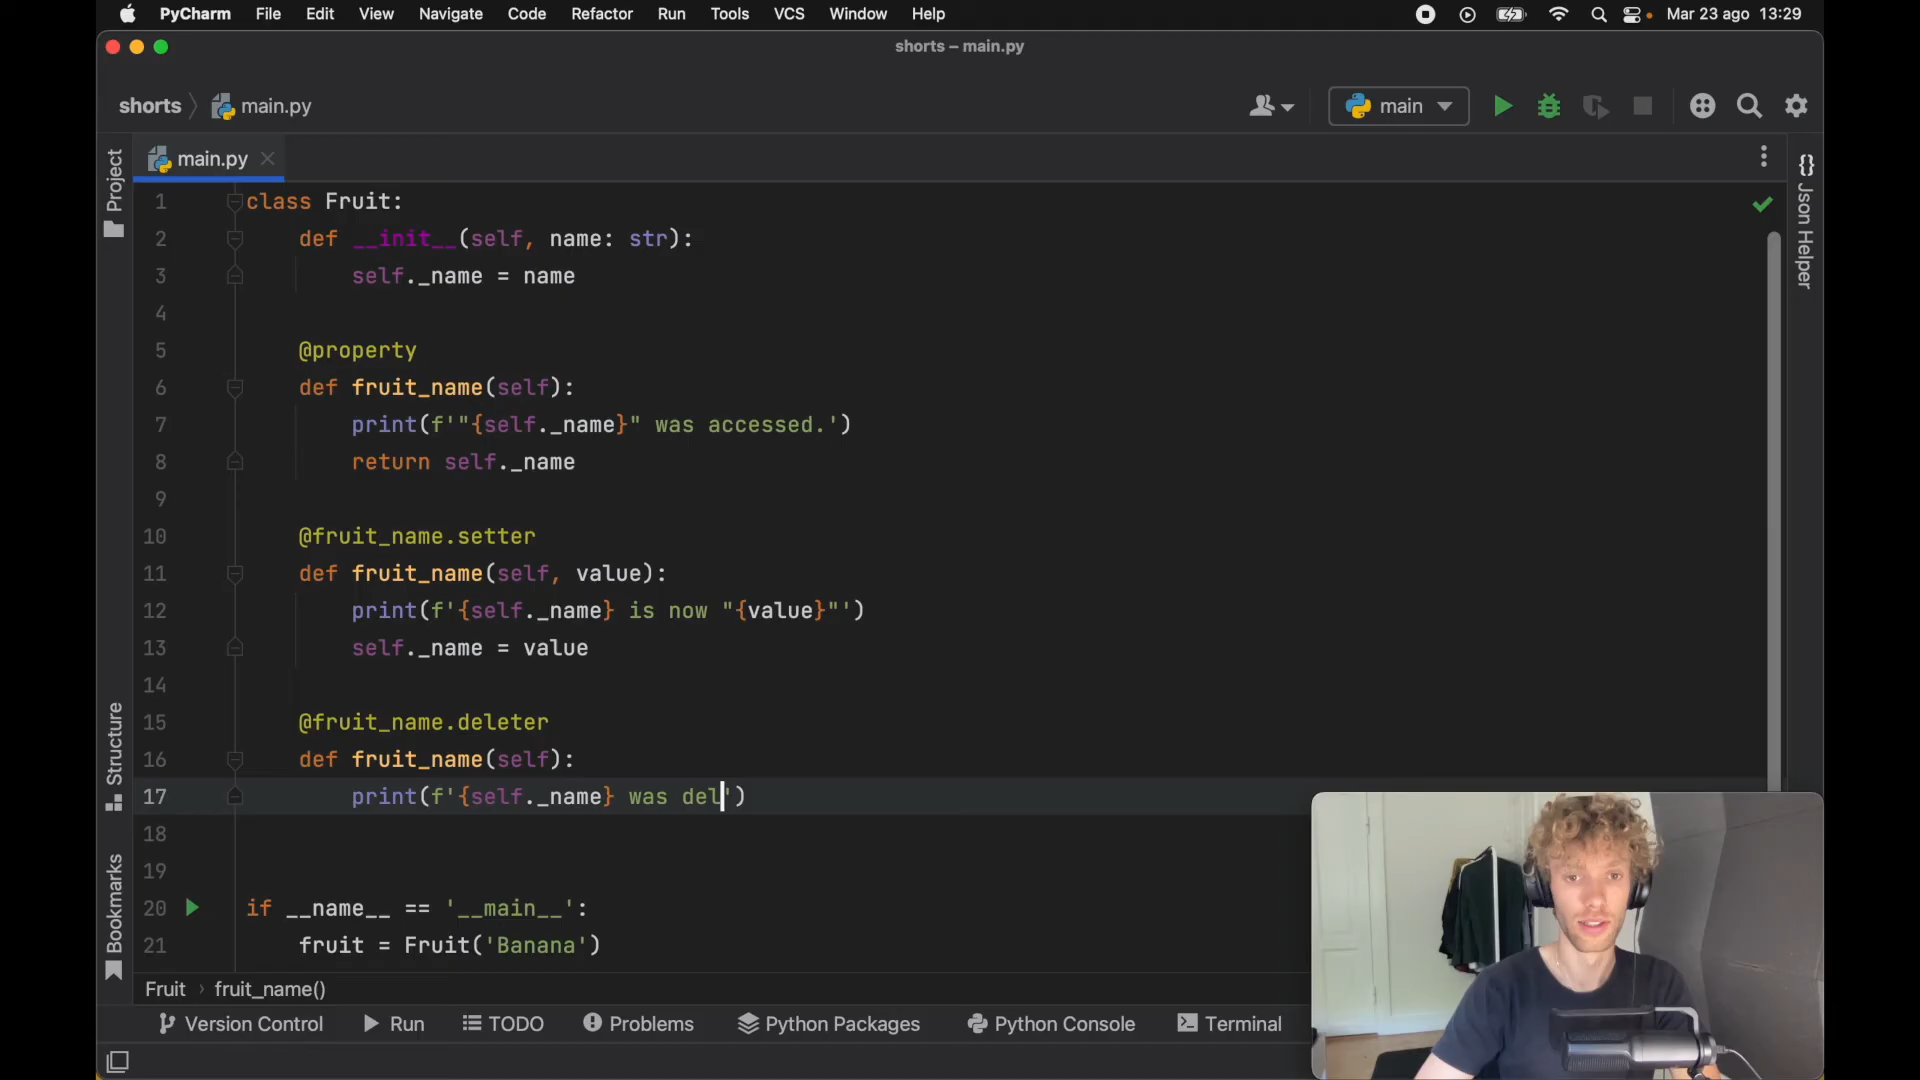 PyCharm File Edit View Navigate Code Refactor Run Tools VCS Window Help Mar 23 ago 13:29
shorts – main.py
shorts main.py main
main.py
Project
Json Helper
Structure
Bookmarks
1 class Fruit:
2 def __init__(self, name: str):
3 self._name = name
4
5 @property
6 def fruit_name(self):
7 print(f'"{self._name}" was accessed.')
8 return self._name
9
10 @fruit_name.setter
11 def fruit_name(self, value):
12 print(f'{self._name} is now "{value}"')
13 self._name = value
14
15 @fruit_name.deleter
16 def fruit_name(self):
17 print(f'{self._name} was del')
18
19
20 if __name__ == '__main__':
21 fruit = Fruit('Banana')
Fruit › fruit_name()
Version Control Run TODO Problems Python Packages Python Console Terminal